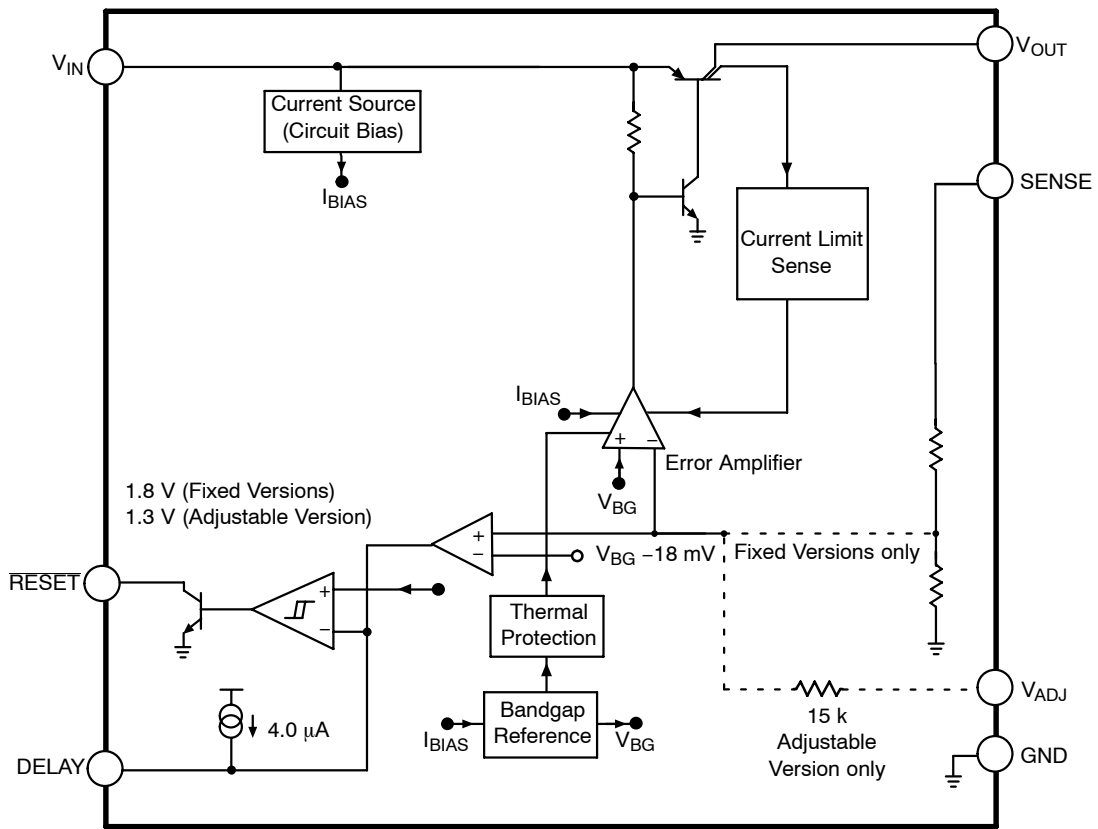 V_IN
V_OUT
Current Source
(Circuit Bias)
I_BIAS
SENSE
Current Limit
Sense
I_BIAS
+ −
Error Amplifier
V_BG
1.8 V (Fixed Versions)
1.3 V (Adjustable Version)
+
−
V_BG −18 mV
Fixed Versions only
RESET
+
−
Thermal
Protection
V_ADJ
15 k
Adjustable
Version only
4.0 μA
I_BIAS
Bandgap
Reference
V_BG
DELAY
GND